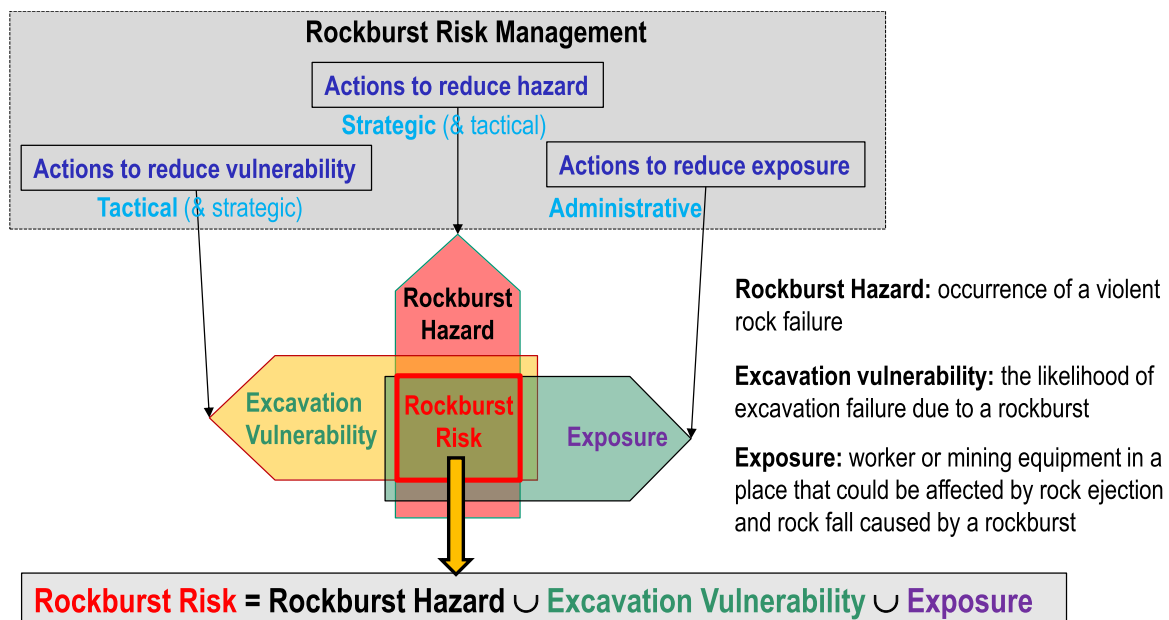 Rockburst Risk Management
Actions to reduce hazard
Strategic (& tactical)
Actions to reduce vulnerability
Tactical (& strategic)
Actions to reduce exposure
Administrative
Rockburst
Hazard
Excavation
Vulnerability
Rockburst
Risk
Exposure
Rockburst Hazard: occurrence of a violent
rock failure
Excavation vulnerability: the likelihood of
excavation failure due to a rockburst
Exposure: worker or mining equipment in a
place that could be affected by rock ejection
and rock fall caused by a rockburst
Rockburst Risk = Rockburst Hazard ∪ Excavation Vulnerability ∪ Exposure